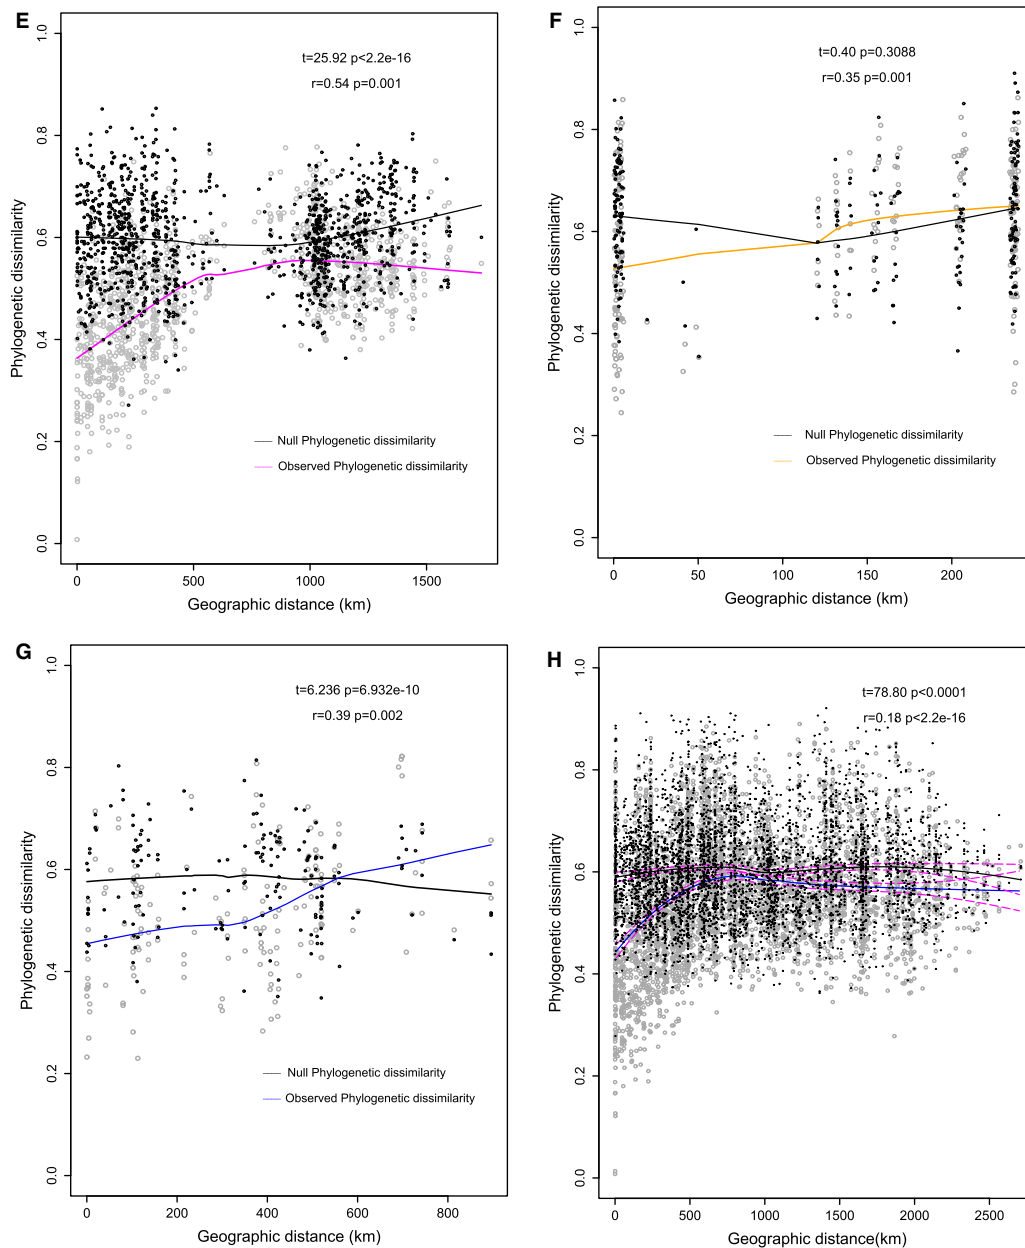 E
t=25.92 p<2.2e-16
r=0.54 p=0.001
Phylogenetic dissimilarity
0.0
0.2
0.4
0.6
0.8
1.0
Null Phylogenetic dissimilarity
Observed Phylogenetic dissimilarity
0 500 1000 1500
Geographic distance (km)
F
t=0.40 p=0.3088
r=0.35 p=0.001
Phylogenetic dissimilarity
0.0
0.2
0.4
0.6
0.8
1.0
Null Phylogenetic dissimilarity
Observed Phylogenetic dissimilarity
0 50 100 150 200
Geographic distance (km)
G
t=6.236 p=6.932e-10
r=0.39 p=0.002
Phylogenetic dissimilarity
0.0
0.2
0.4
0.6
0.8
1.0
Null Phylogenetic dissimilarity
Observed Phylogenetic dissimilarity
0 200 400 600 800
Geographic distance (km)
H
t=78.80 p<0.0001
r=0.18 p<2.2e-16
Phylogenetic dissimilarity
0.0
0.2
0.4
0.6
0.8
1.0
0 500 1000 1500 2000 2500
Geographic distance(km)